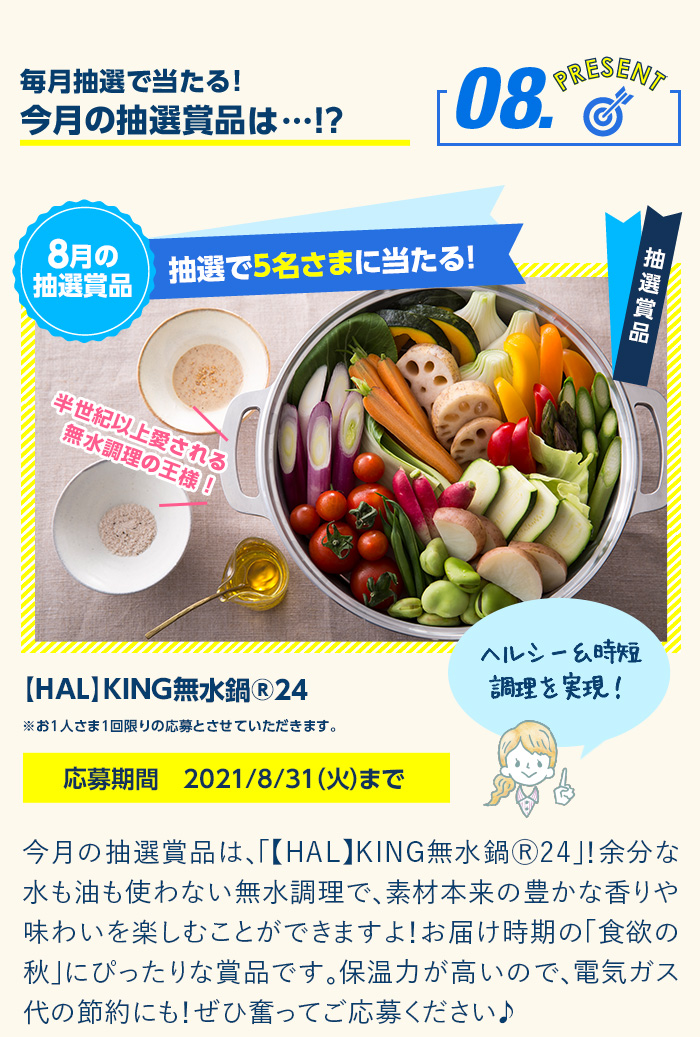 毎月抽選で当たる!
今月の抽選賞品は…!?
08.
PRESENT
8月の
抽選賞品
抽選で5名さまに当たる!
抽選賞品
半世紀以上愛される
無水調理の王様!
【HAL】KING無水鍋®24
※お1人さま1回限りの応募とさせていただきます。
ヘルシー&時短
調理を実現!
応募期間 2021/8/31(火)まで
今月の抽選賞品は、「【HAL】KING無水鍋®24」!余分な
水も油も使わない無水調理で、素材本来の豊かな香りや
味わいを楽しむことができますよ!お届け時期の「食欲の
秋」にぴったりな賞品です。保温力が高いので、電気ガス
代の節約にも!ぜひ奮ってご応募ください♪